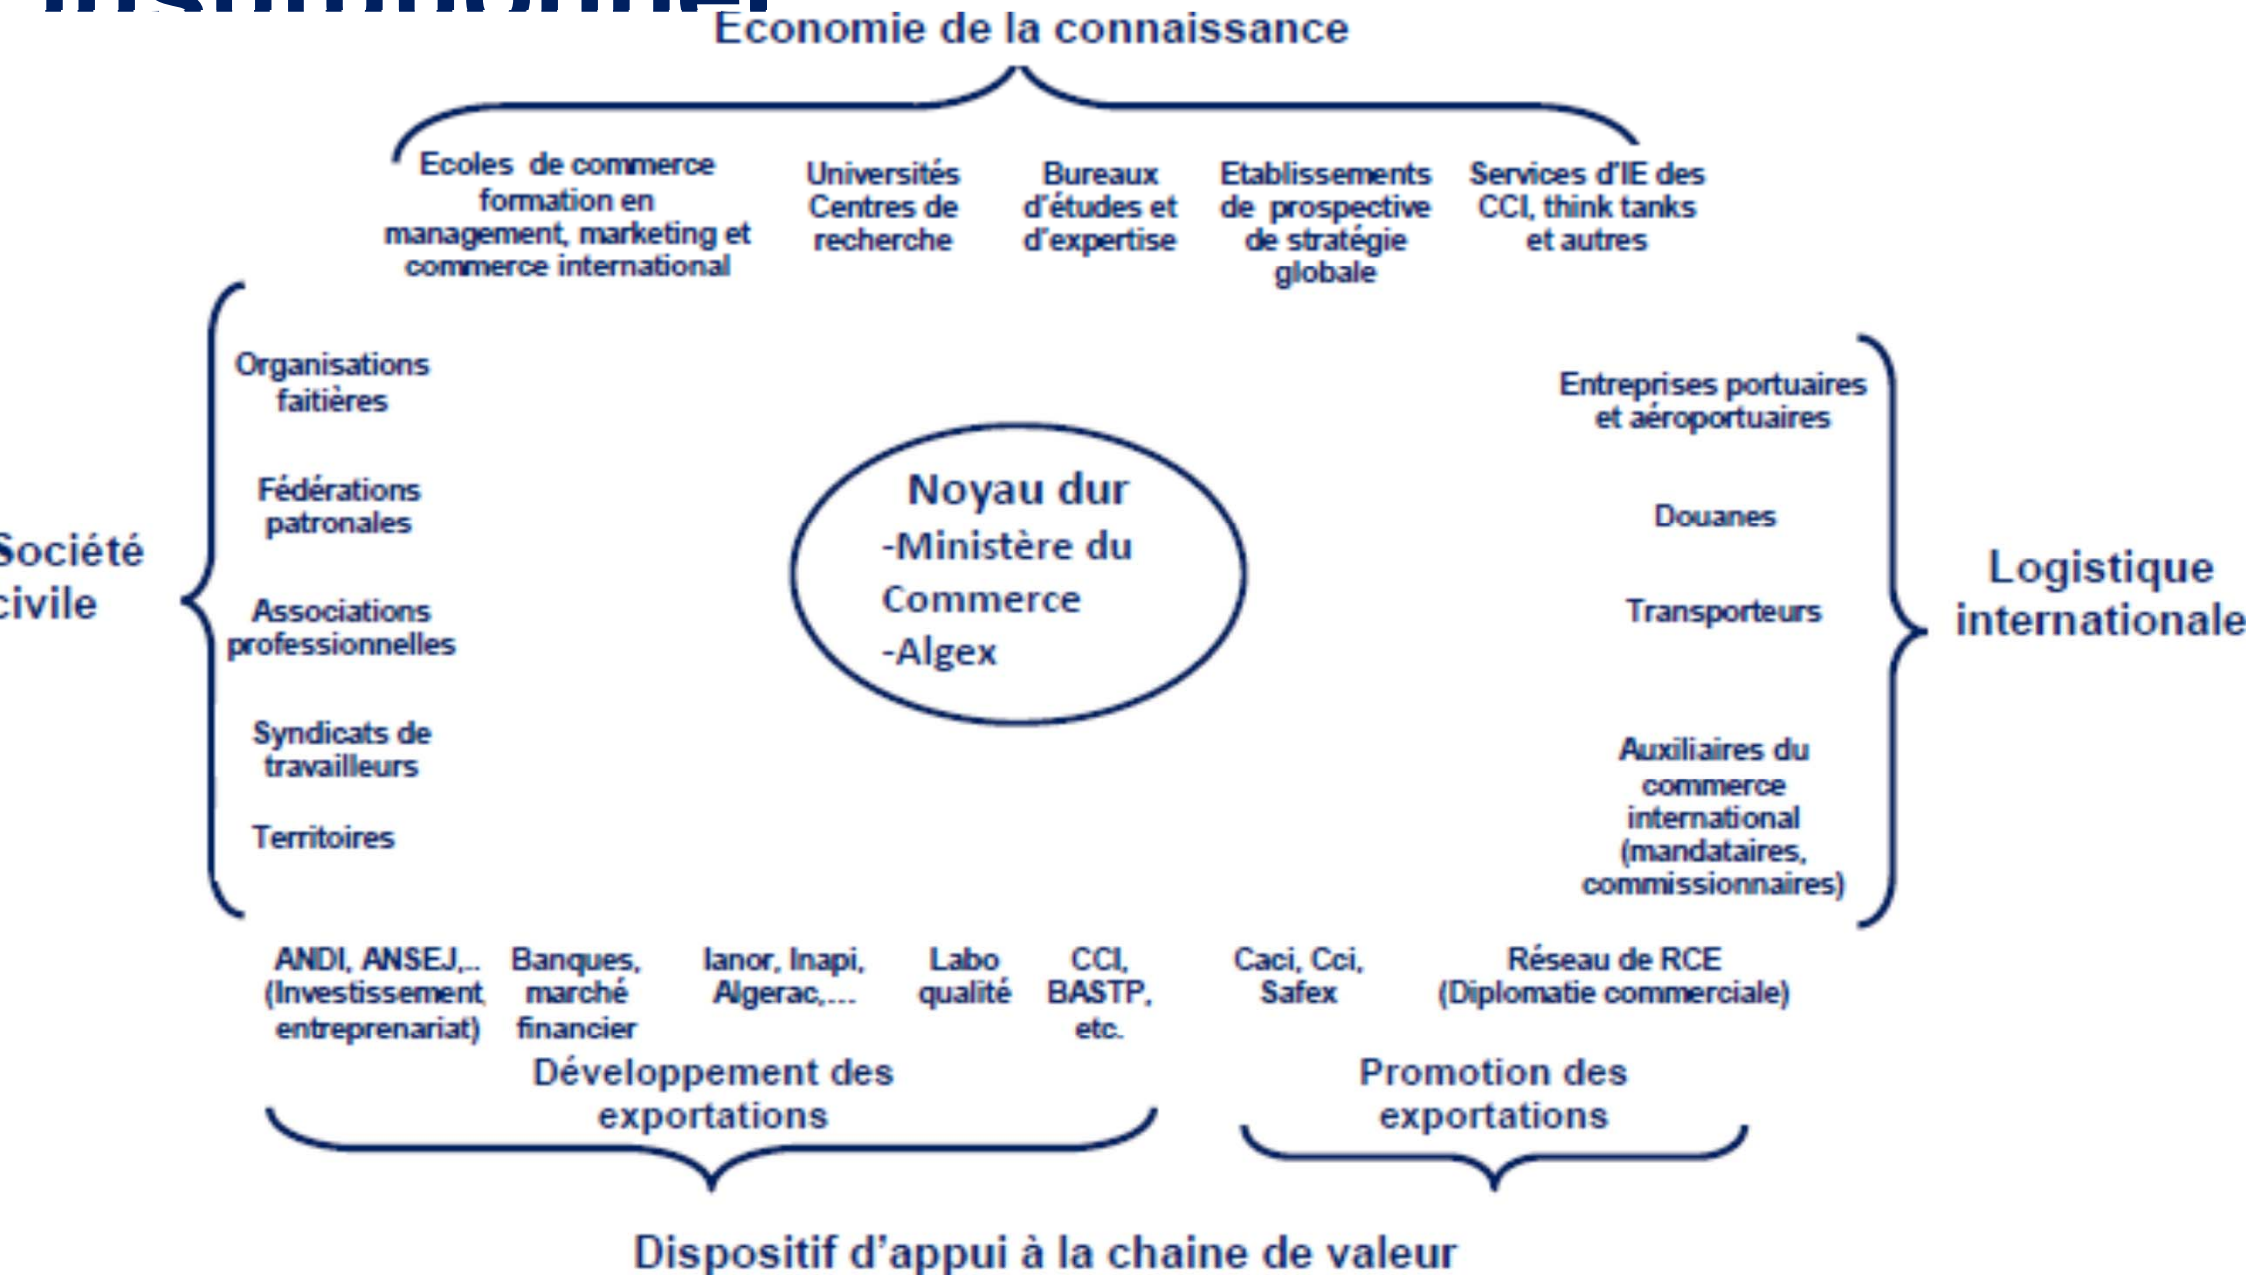 Economie de la connaissance
Ecoles de commerce
formation en
management, marketing et
commerce international
Universités
Centres de
recherche
Bureaux
d'études et
d'expertise
Etablissements
de prospective
de stratégie
globale
Services d'IE des
CCI, think tanks
et autres
Société
civile
Organisations
faitières
Fédérations
patronales
Associations
professionnelles
Syndicats de
travailleurs
Territoires
Noyau dur
-Ministère du
Commerce
-Algex
Entreprises portuaires
et aéroportuaires
Douanes
Transporteurs
Auxiliaires du
commerce
international
(mandataires,
commissionnaires)
Logistique
internationale
ANDI, ANSEJ,..
(Investissement,
entreprenariat)
Banques,
marché
financier
Ianor, Inapi,
Algerac,...
Labo
qualité
CCI,
BASTP,
etc.
Caci, Cci,
Safex
Réseau de RCE
(Diplomatie commerciale)
Développement des
exportations
Promotion des
exportations
Dispositif d'appui à la chaine de valeur